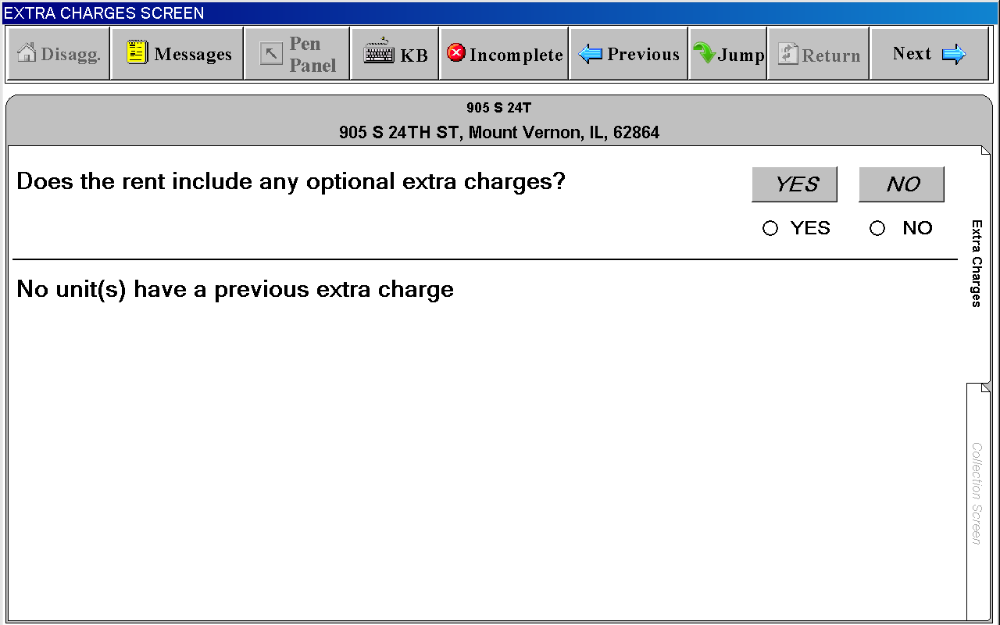 EXTRA CHARGES SCREEN
Disagg.
Messages
Pen
Panel
KB
Incomplete
Previous
Jump
Return
Next
905 S 24T
905 S 24TH ST, Mount Vernon, IL, 62864
Does the rent include any optional extra charges?
YES NO
YES NO
Extra Charges
No unit(s) have a previous extra charge
Collection Screen